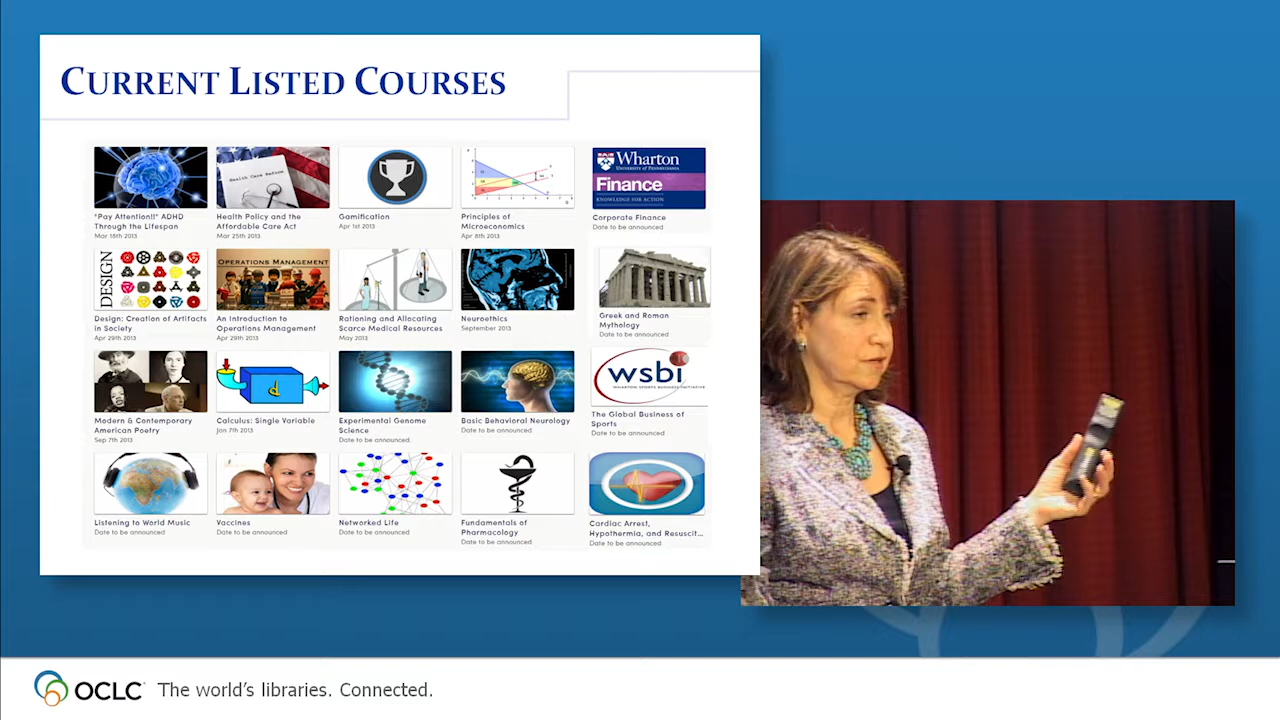 CURRENT LISTED COURSES
Health Care Reform
Wharton
UNIVERSITY of PENNSYLVANIA
Finance
KNOWLEDGE FOR ACTION
"Pay Attention!!" ADHD
Through the Lifespan
Mar 18th 2013
Health Policy and the
Affordable Care Act
Mar 25th 2013
Gamification
Apr 1st 2013
Principles of
Microeconomics
Apr 8th 2013
Corporate Finance
Date to be announced
DESIGN
OPERATIONS MANAGEMENT
Design: Creation of Artifacts
in Society
Apr 29th 2013
An Introduction to
Operations Management
Apr 29th 2013
Rationing and Allocating
Scarce Medical Resources
May 2013
Neuroethics
September 2013
Greek and Roman
Mythology
Date to be announced
d
wsbi
WHARTON SPORTS BUSINESS INITIATIVE
Modern & Contemporary
American Poetry
Sep 7th 2013
Calculus: Single Variable
Jan 7th 2013
Experimental Genome
Science
Date to be announced.
Basic Behavioral Neurology
Date to be announced
The Global Business of
Sports
Date to be announced
Listening to World Music
Date to be announced
Vaccines
Date to be announced
Networked Life
Date to be announced
Fundamentals of
Pharmacology
Date to be announced
Cardiac Arrest,
Hypothermia, and Resuscit...
Date to be announced
OCLC
The world's libraries. Connected.